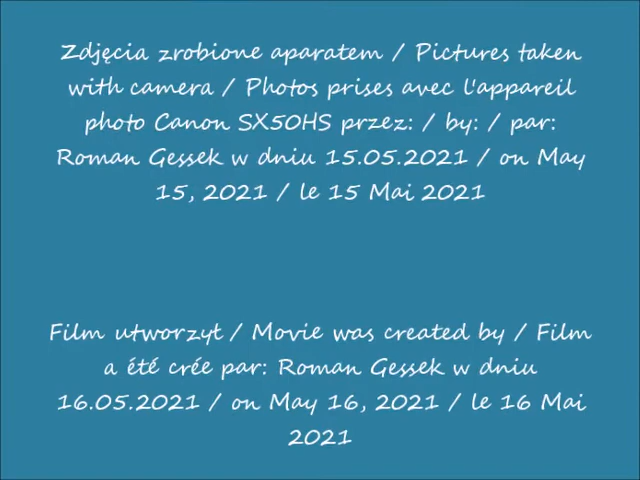 Zdjęcia zrobione aparatem / Pictures taken
with camera / Photos prises avec l'appareil
photo Canon SX50HS przez: / by: / par:
Roman Gessek w dniu 15.05.2021 / on May
15, 2021 / le 15 Mai 2021
Film utworzył / Movie was created by / Film
a été crée par: Roman Gessek w dniu
16.05.2021 / on May 16, 2021 / le 16 Mai
2021